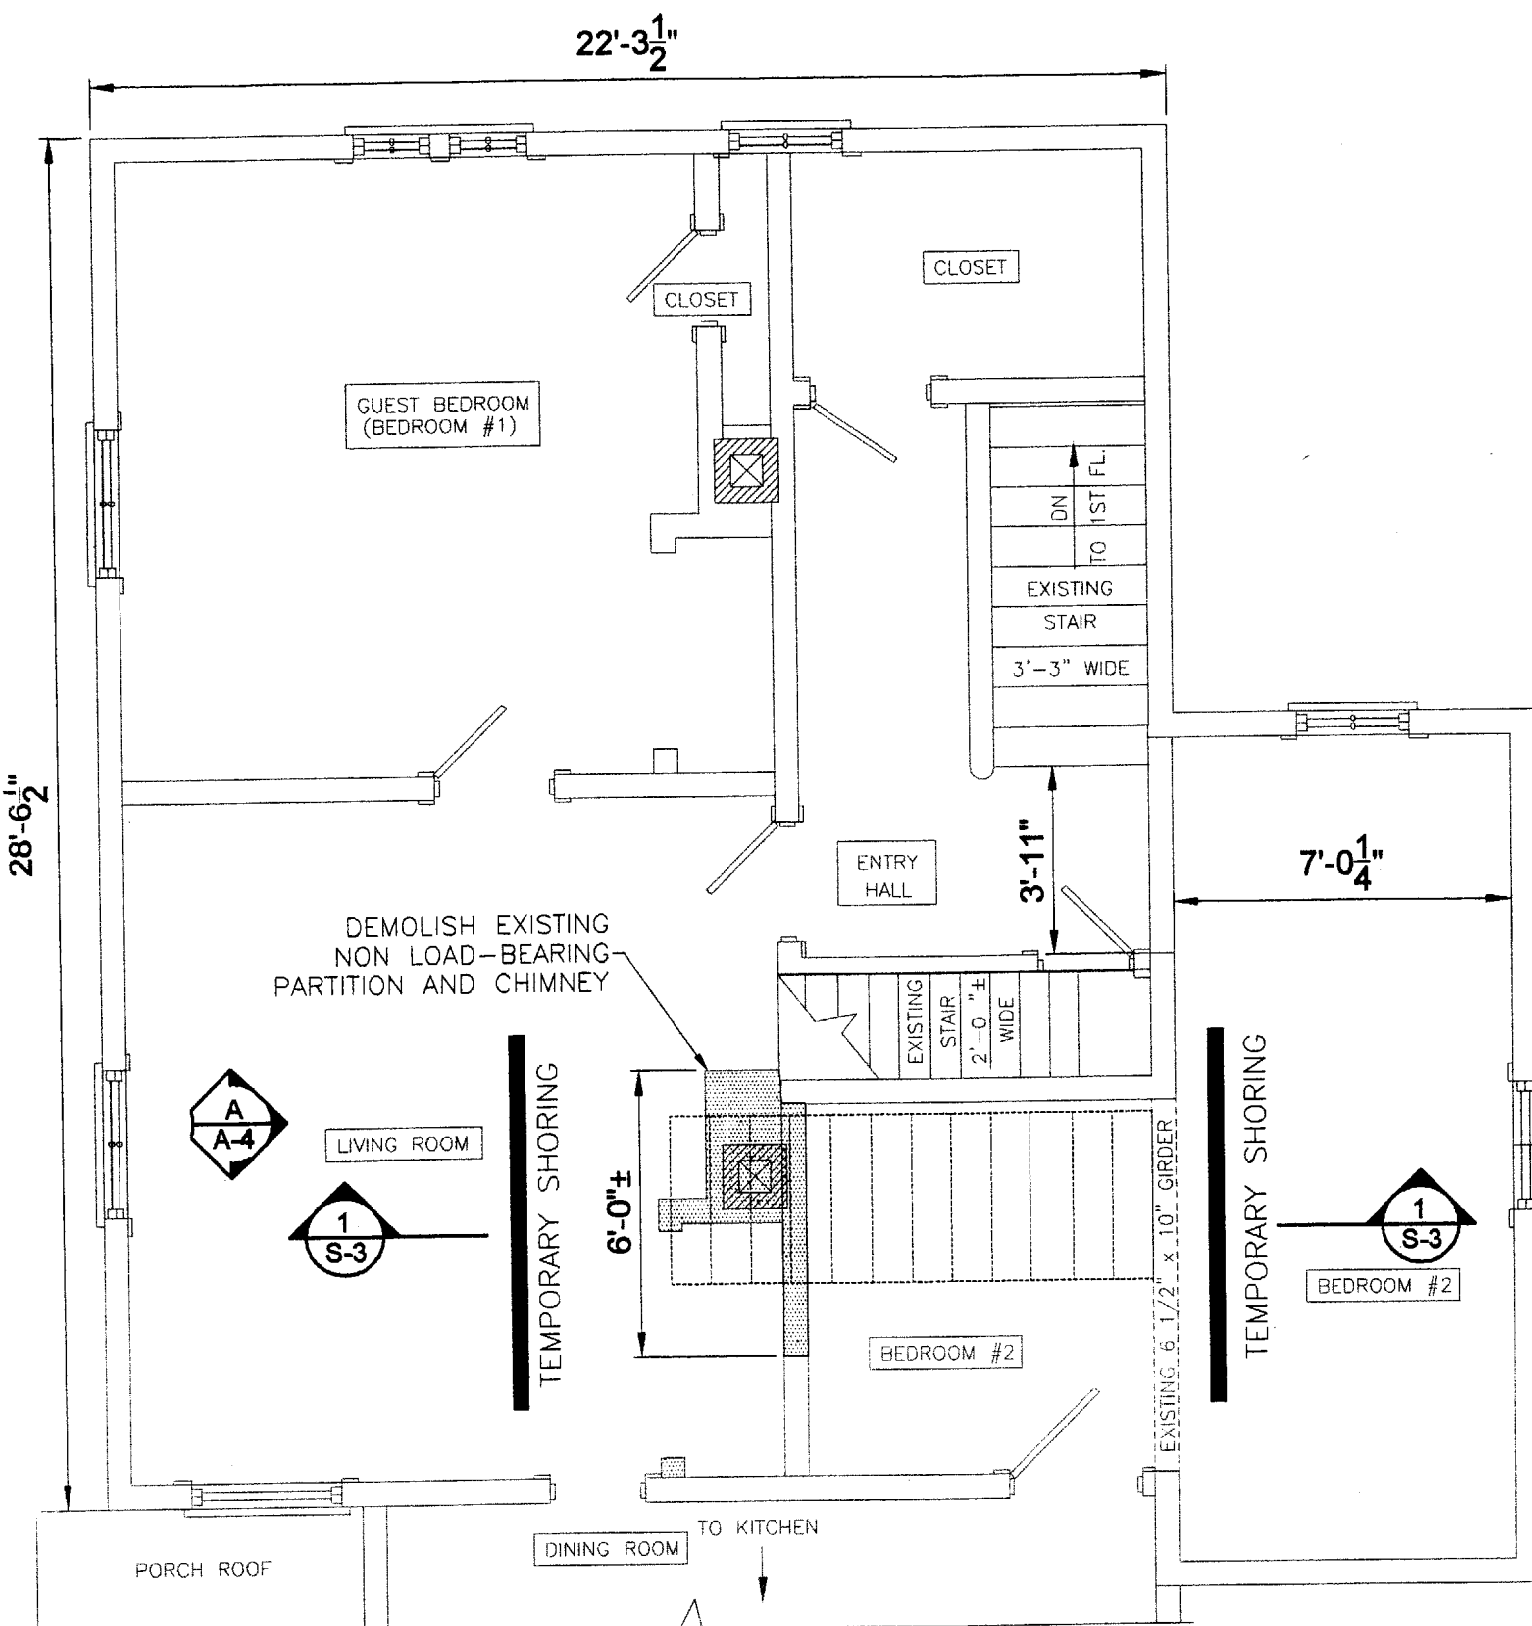 22'-3 1/2"
CLOSET
CLOSET
GUEST BEDROOM
(BEDROOM #1)
DN
TO 1ST FL.
EXISTING
STAIR
3'-3" WIDE
28'-6 1/2"
ENTRY
HALL
3'-11"
7'-0 1/4"
DEMOLISH EXISTING
NON LOAD-BEARING
PARTITION AND CHIMNEY
EXISTING
STAIR
2'-0"±
WIDE
A
A-4
LIVING ROOM
1
S-3
TEMPORARY SHORING
6'-0"±
EXISTING 6 1/2" x 10" GIRDER
TEMPORARY SHORING
1
S-3
BEDROOM #2
BEDROOM #2
TO KITCHEN
DINING ROOM
PORCH ROOF